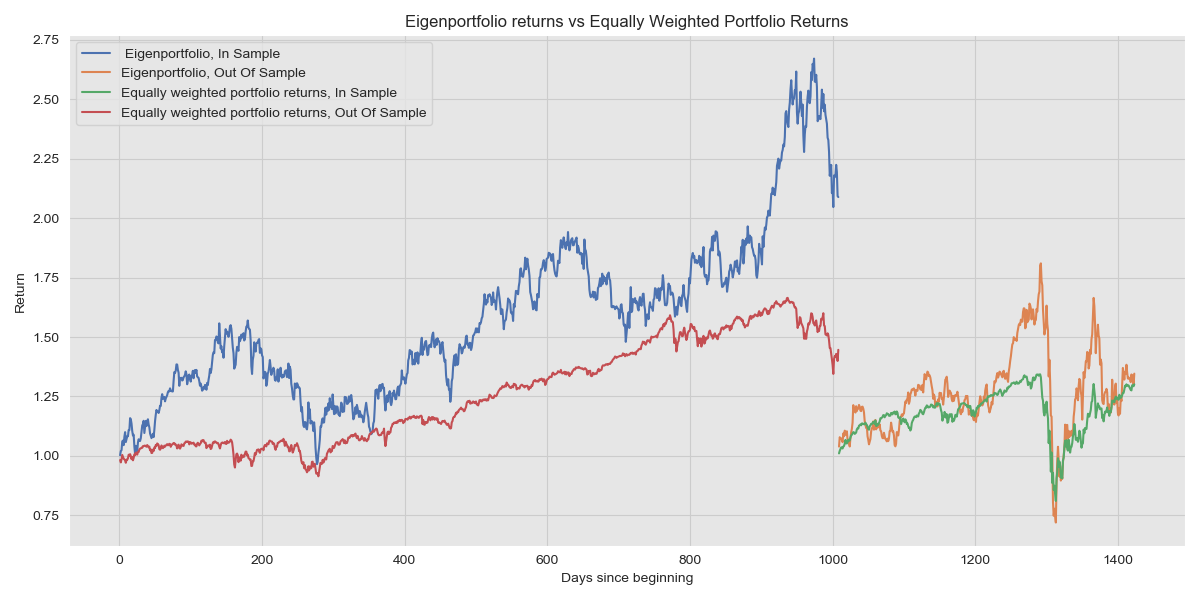 Eigenportfolio returns vs Equally Weighted Portfolio Returns
2.75
2.50
2.25
2.00
1.75
1.50
1.25
1.00
0.75
Return
Eigenportfolio, In Sample
Eigenportfolio, Out Of Sample
Equally weighted portfolio returns, In Sample
Equally weighted portfolio returns, Out Of Sample
0 200 400 600 800 1000 1200 1400
Days since beginning